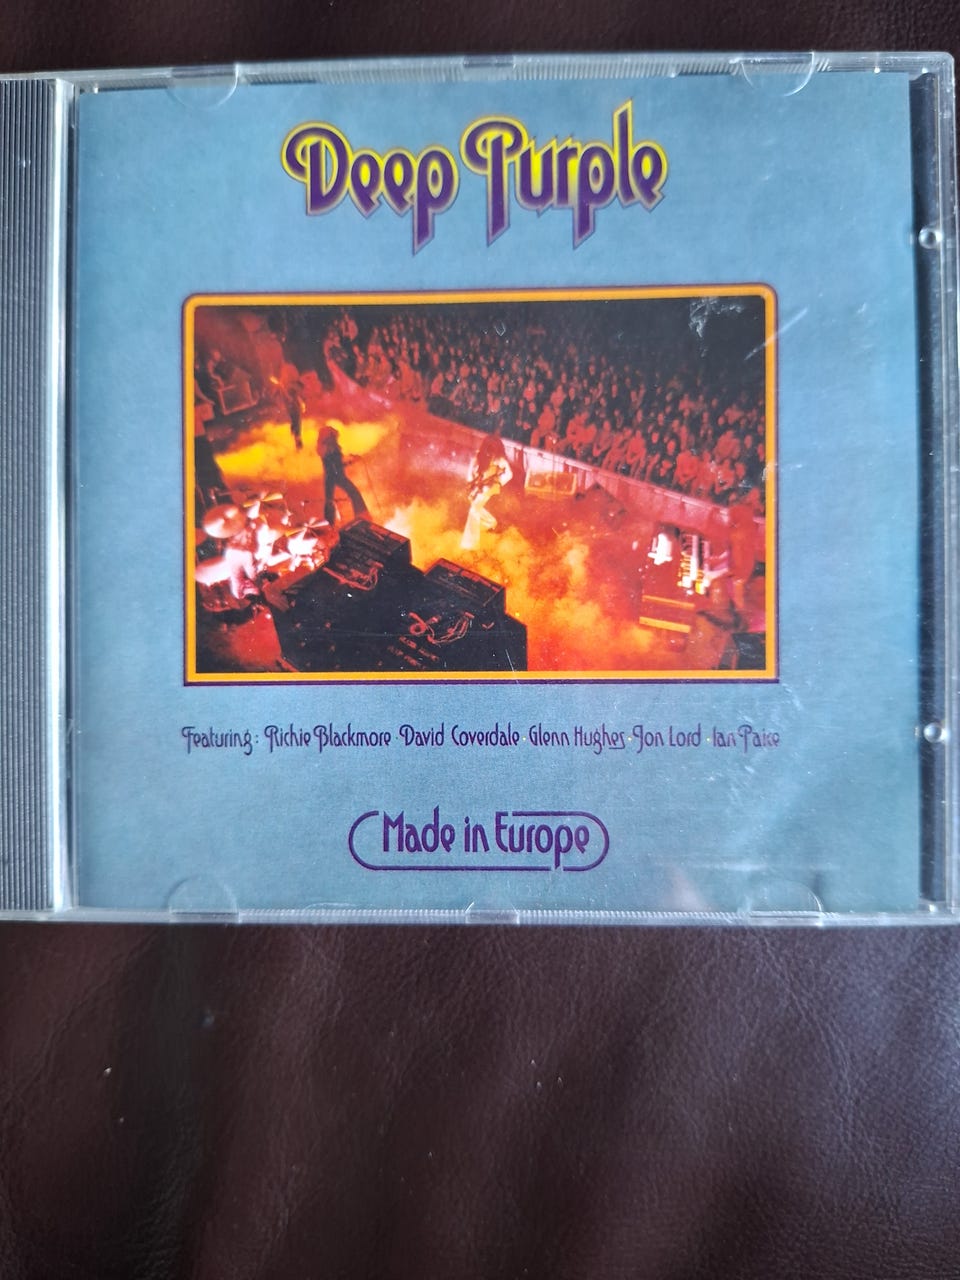 Deep Purple
Featuring: Richie Blackmore · David Coverdale · Glenn Hughes · Jon Lord · Ian Paice
Made in Europe